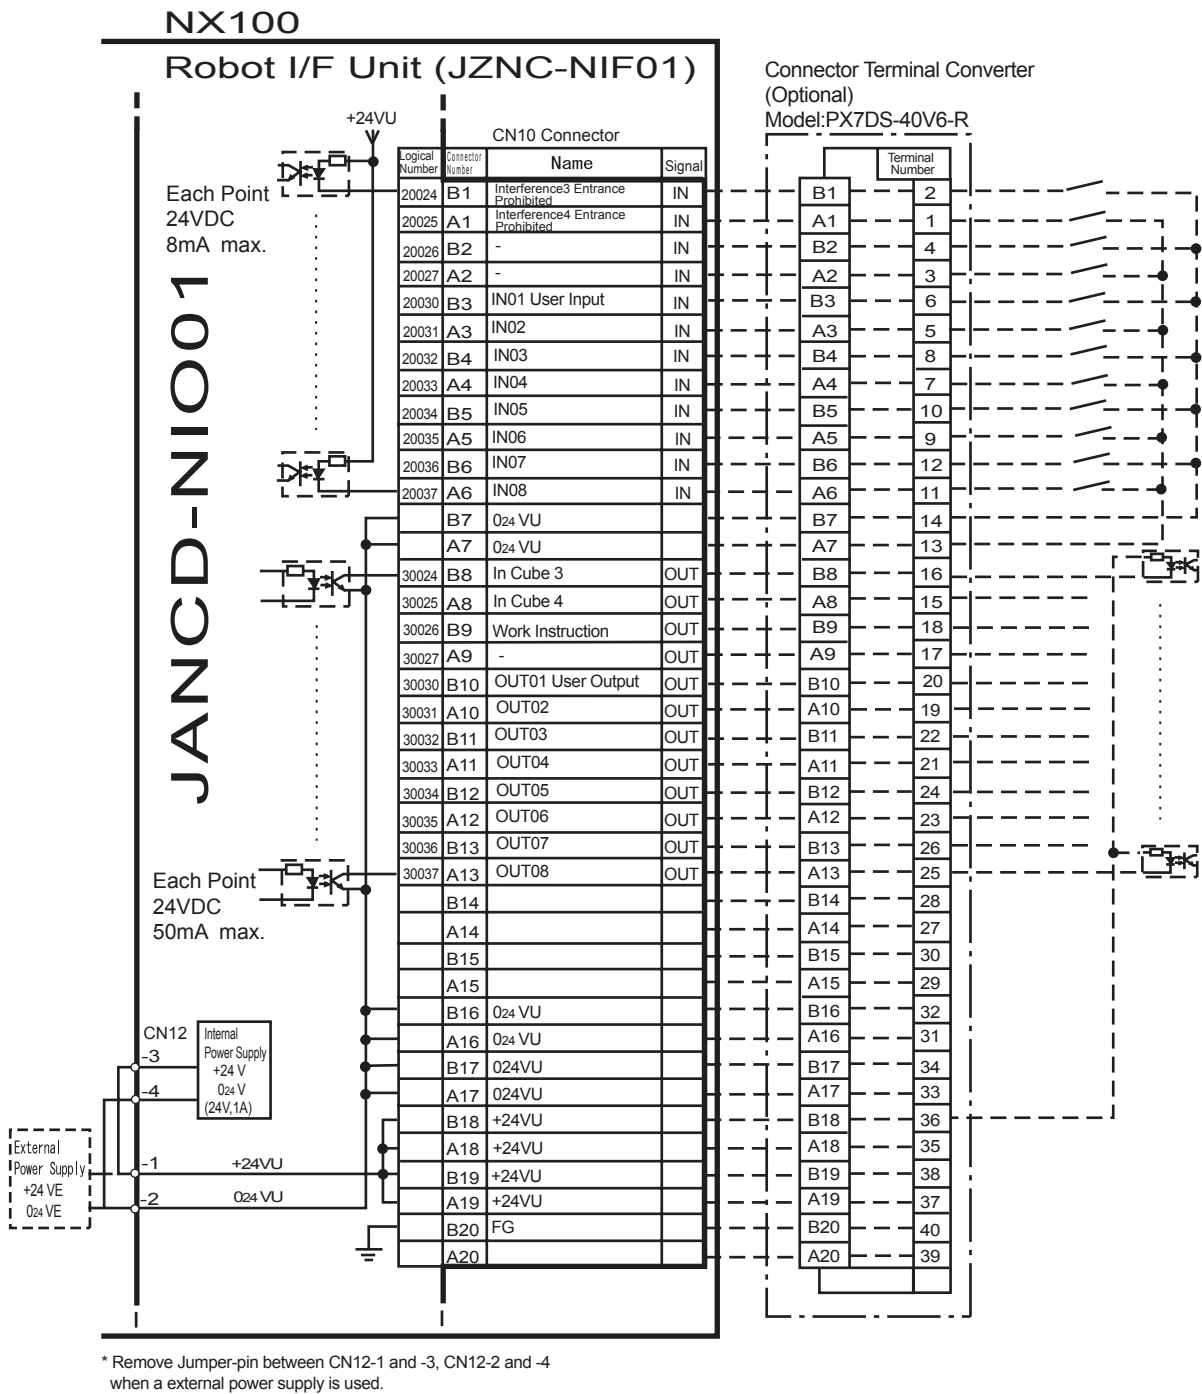 NX100
Robot I/F Unit (JZNC-NIF01)
Connector Terminal Converter
(Optional)
Model:PX7DS-40V6-R
+24VU
CN10 Connector
Each Point
24VDC
8mA max.
JANCD-NIO01
Logical Number Connector Number Name Signal
Terminal Number
20024 B1 Interference3 Entrance Prohibited IN B1 2
20025 A1 Interference4 Entrance Prohibited IN A1 1
20026 B2 - IN B2 4
20027 A2 - IN A2 3
20030 B3 IN01 User Input IN B3 6
20031 A3 IN02 IN A3 5
20032 B4 IN03 IN B4 8
20033 A4 IN04 IN A4 7
20034 B5 IN05 IN B5 10
20035 A5 IN06 IN A5 9
20036 B6 IN07 IN B6 12
20037 A6 IN08 IN A6 11
B7 024 VU B7 14
A7 024 VU A7 13
30024 B8 In Cube 3 OUT B8 16
30025 A8 In Cube 4 OUT A8 15
30026 B9 Work Instruction OUT B9 18
30027 A9 - OUT A9 17
30030 B10 OUT01 User Output OUT B10 20
30031 A10 OUT02 OUT A10 19
30032 B11 OUT03 OUT B11 22
30033 A11 OUT04 OUT A11 21
30034 B12 OUT05 OUT B12 24
30035 A12 OUT06 OUT A12 23
30036 B13 OUT07 OUT B13 26
30037 A13 OUT08 OUT A13 25
B14 B14 28
A14 A14 27
B15 B15 30
A15 A15 29
B16 024 VU B16 32
A16 024 VU A16 31
B17 024VU B17 34
A17 024VU A17 33
B18 +24VU B18 36
A18 +24VU A18 35
B19 +24VU B19 38
A19 +24VU A19 37
B20 FG B20 40
A20 A20 39
Each Point
24VDC
50mA max.
CN12
-3
-4
-1
-2
Internal
Power Supply
+24 V
024 V
(24V,1A)
External
Power Supply
+24 VE
024 VE
+24VU
024 VU
* Remove Jumper-pin between CN12-1 and -3, CN12-2 and -4
when a external power supply is used.